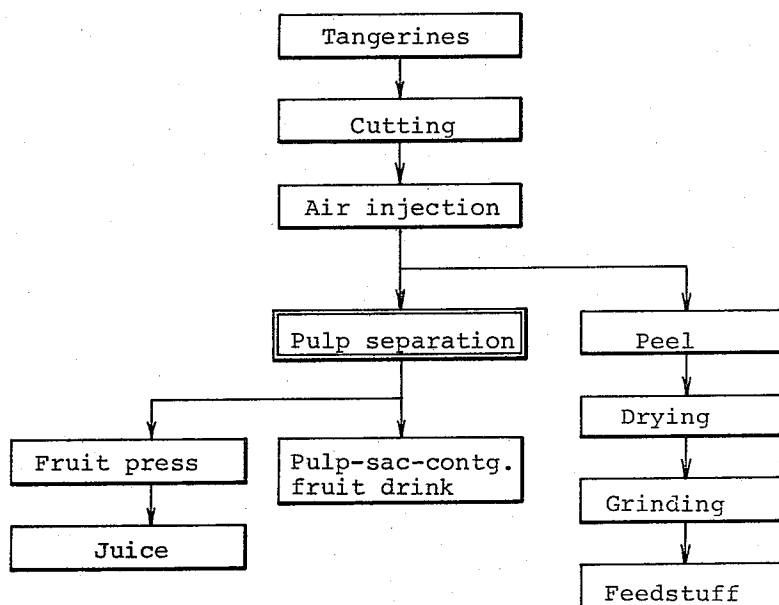 Tangerines
Cutting
Air injection
Pulp separation
Peel
Drying
Fruit press
Pulp-sac-contg.
fruit drink
Grinding
Juice
Feedstuff